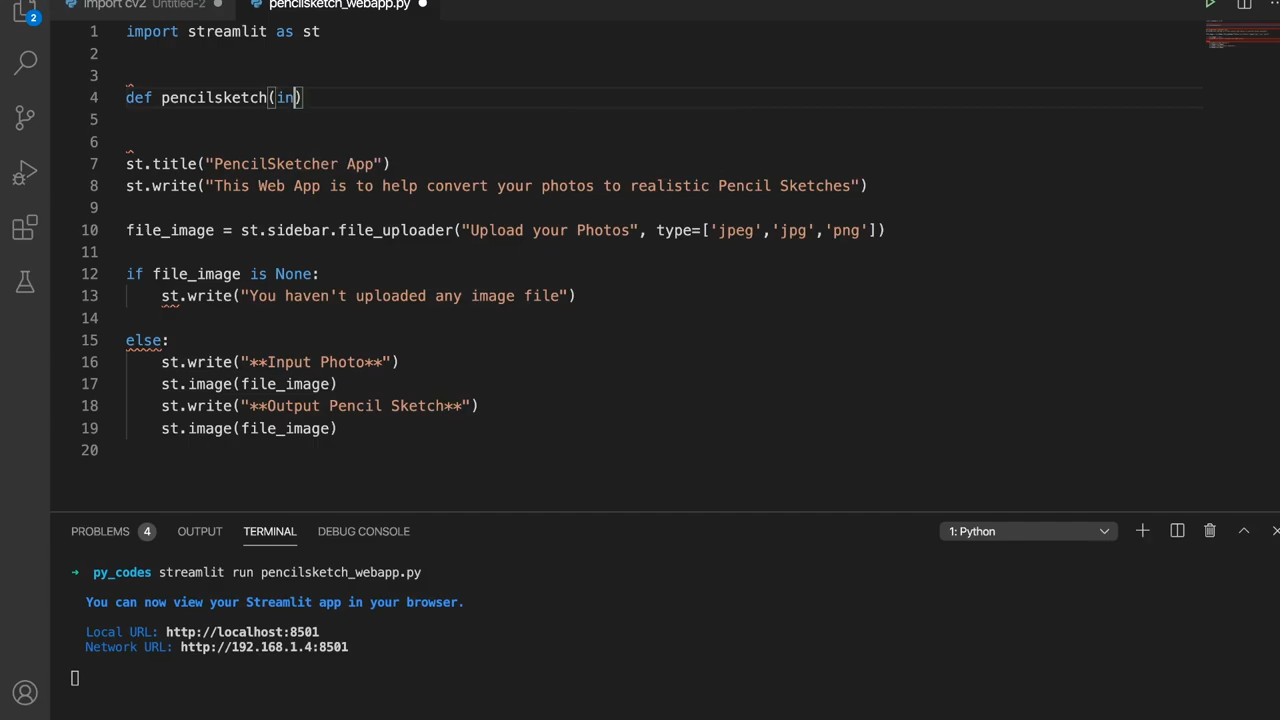 import cv2 Untitled-2
pencilsketch_webapp.py
2
1 import streamlit as st
2
3
4 def pencilsketch(in)
5
6
7 st.title("PencilSketcher App")
8 st.write("This Web App is to help convert your photos to realistic Pencil Sketches")
9
10 file_image = st.sidebar.file_uploader("Upload your Photos", type=['jpeg','jpg','png'])
11
12 if file_image is None:
13 st.write("You haven't uploaded any image file")
14
15 else:
16 st.write("**Input Photo**")
17 st.image(file_image)
18 st.write("**Output Pencil Sketch**")
19 st.image(file_image)
20
PROBLEMS 4 OUTPUT TERMINAL DEBUG CONSOLE 1: Python
→ py_codes streamlit run pencilsketch_webapp.py
You can now view your Streamlit app in your browser.
Local URL: http://localhost:8501
Network URL: http://192.168.1.4:8501